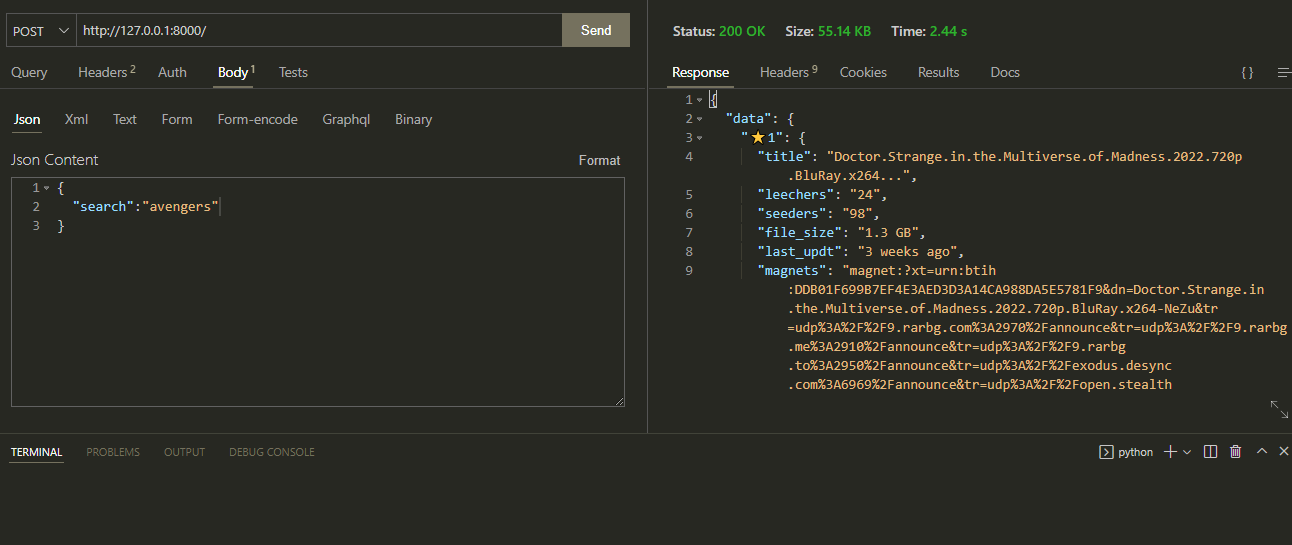 POST http://127.0.0.1:8000/ Send
Query Headers 2 Auth Body 1 Tests
Json Xml Text Form Form-encode Graphql Binary
Json Content Format
1 {
2 "search":"avengers"
3 }
Status: 200 OK Size: 55.14 KB Time: 2.44 s
Response Headers 9 Cookies Results Docs { }
1 {
2 "data": {
3 "⭐1": {
4 "title": "Doctor.Strange.in.the.Multiverse.of.Madness.2022.720p
.BluRay.x264...",
5 "leechers": "24",
6 "seeders": "98",
7 "file_size": "1.3 GB",
8 "last_updt": "3 weeks ago",
9 "magnets": "magnet:?xt=urn:btih
:DDB01F699B7EF4E3AED3D3A14CA988DA5E5781F9&dn=Doctor.Strange.in
.the.Multiverse.of.Madness.2022.720p.BluRay.x264-NeZu&tr
=udp%3A%2F%2F9.rarbg.com%3A2970%2Fannounce&tr=udp%3A%2F%2F9.rarbg
.me%3A2910%2Fannounce&tr=udp%3A%2F%2F9.rarbg
.to%3A2950%2Fannounce&tr=udp%3A%2F%2Fexodus.desync
.com%3A6969%2Fannounce&tr=udp%3A%2F%2Fopen.stealth
TERMINAL PROBLEMS OUTPUT DEBUG CONSOLE python